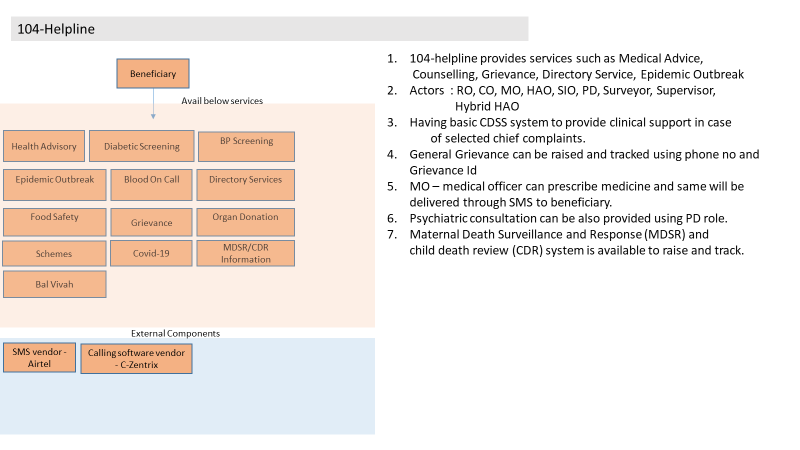 104-Helpline
Beneficiary
Avail below services
Health Advisory
Diabetic Screening
BP Screening
Epidemic Outbreak
Blood On Call
Directory Services
Food Safety
Grievance
Organ Donation
Schemes
Covid-19
MDSR/CDR
Information
Bal Vivah
External Components
SMS vendor -
Airtel
Calling software vendor
- C-Zentrix
1. 104-helpline provides services such as Medical Advice,
Counselling, Grievance, Directory Service, Epidemic Outbreak
2. Actors : RO, CO, MO, HAO, SIO, PD, Surveyor, Supervisor,
Hybrid HAO
3. Having basic CDSS system to provide clinical support in case
of selected chief complaints.
4. General Grievance can be raised and tracked using phone no and
Grievance Id
5. MO – medical officer can prescribe medicine and same will be
delivered through SMS to beneficiary.
6. Psychiatric consultation can be also provided using PD role.
7. Maternal Death Surveillance and Response (MDSR) and
child death review (CDR) system is available to raise and track.